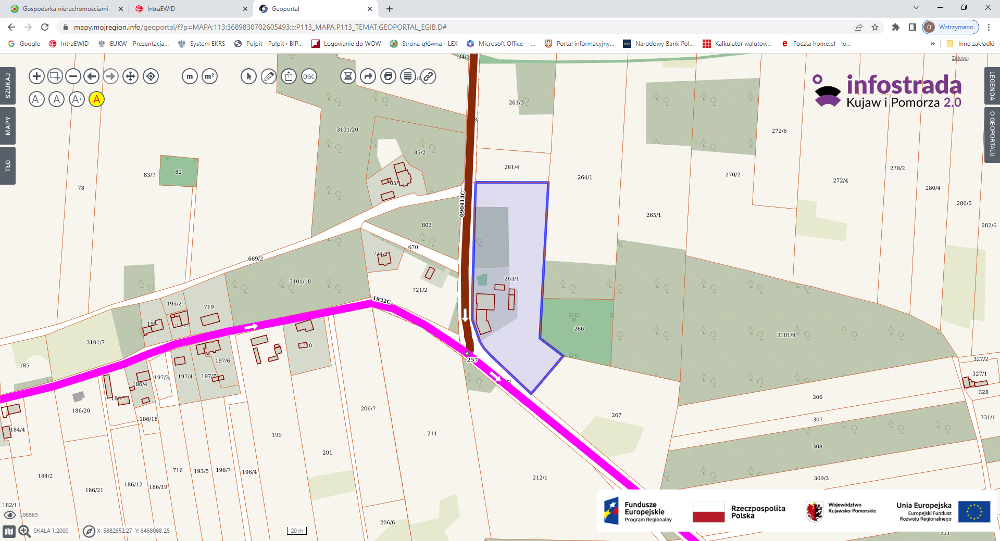 Gospodarka nieruchomościami -
IntraEWID
Geoportal
mapy.mojregion.info/geoportal/f?p=MAPA:113:3689830702605493::::P113_MAPA,P113_TEMAT:GEOPORTAL_EGIB,D#
O Wstrzymano
Google
IntraEWID
EUKW - Prezentacja...
System EKRS
Pulpit - Pulpit ‹ BIP...
Logowanie do WOW
Strona główna - LEX
Microsoft Office —...
Portal informacyjny...
Narodowy Bank Pol...
Kalkulator walutow...
Poczta home.pl - lo...
»
Inne zakładki
Zaloguj
SZUKAJ
MAPY
TŁO
m
m²
OGC
A-
A
A+
A
LEGENDA
O GEOPORTALU
infostrada
Kujaw i Pomorza 2.0
34/1
261/3
3101/20
272/6
85/2
83/7
82
261/4
278/2
264/1
270/2
272/4
85/1
78
280/4
280/5
090414C
265/1
803
282/6
670
721/1
669/2
263/1
3101/18
721/2
1932C
195/2
719
195/3
195/1
266
3101/9
3101/7
720
197/6
257
327/2
185
327/1
197/3
197/4
197/7
186/4
328
306
186/7
206/7
186/20
267
331/1
186/18
307
184/4
211
199
308
201
716
193/5
196/7
196/4
184/2
212/1
309/3
186/12
186/19
186/21
182/1
206/6
311
106563
SKALA 1:2000
X: 5882652.27 Y: 6468068.25
20 m
Fundusze
Europejskie
Program Regionalny
Rzeczpospolita
Polska
Województwo
Kujawsko-Pomorskie
Unia Europejska
Europejski Fundusz
Rozwoju Regionalnego